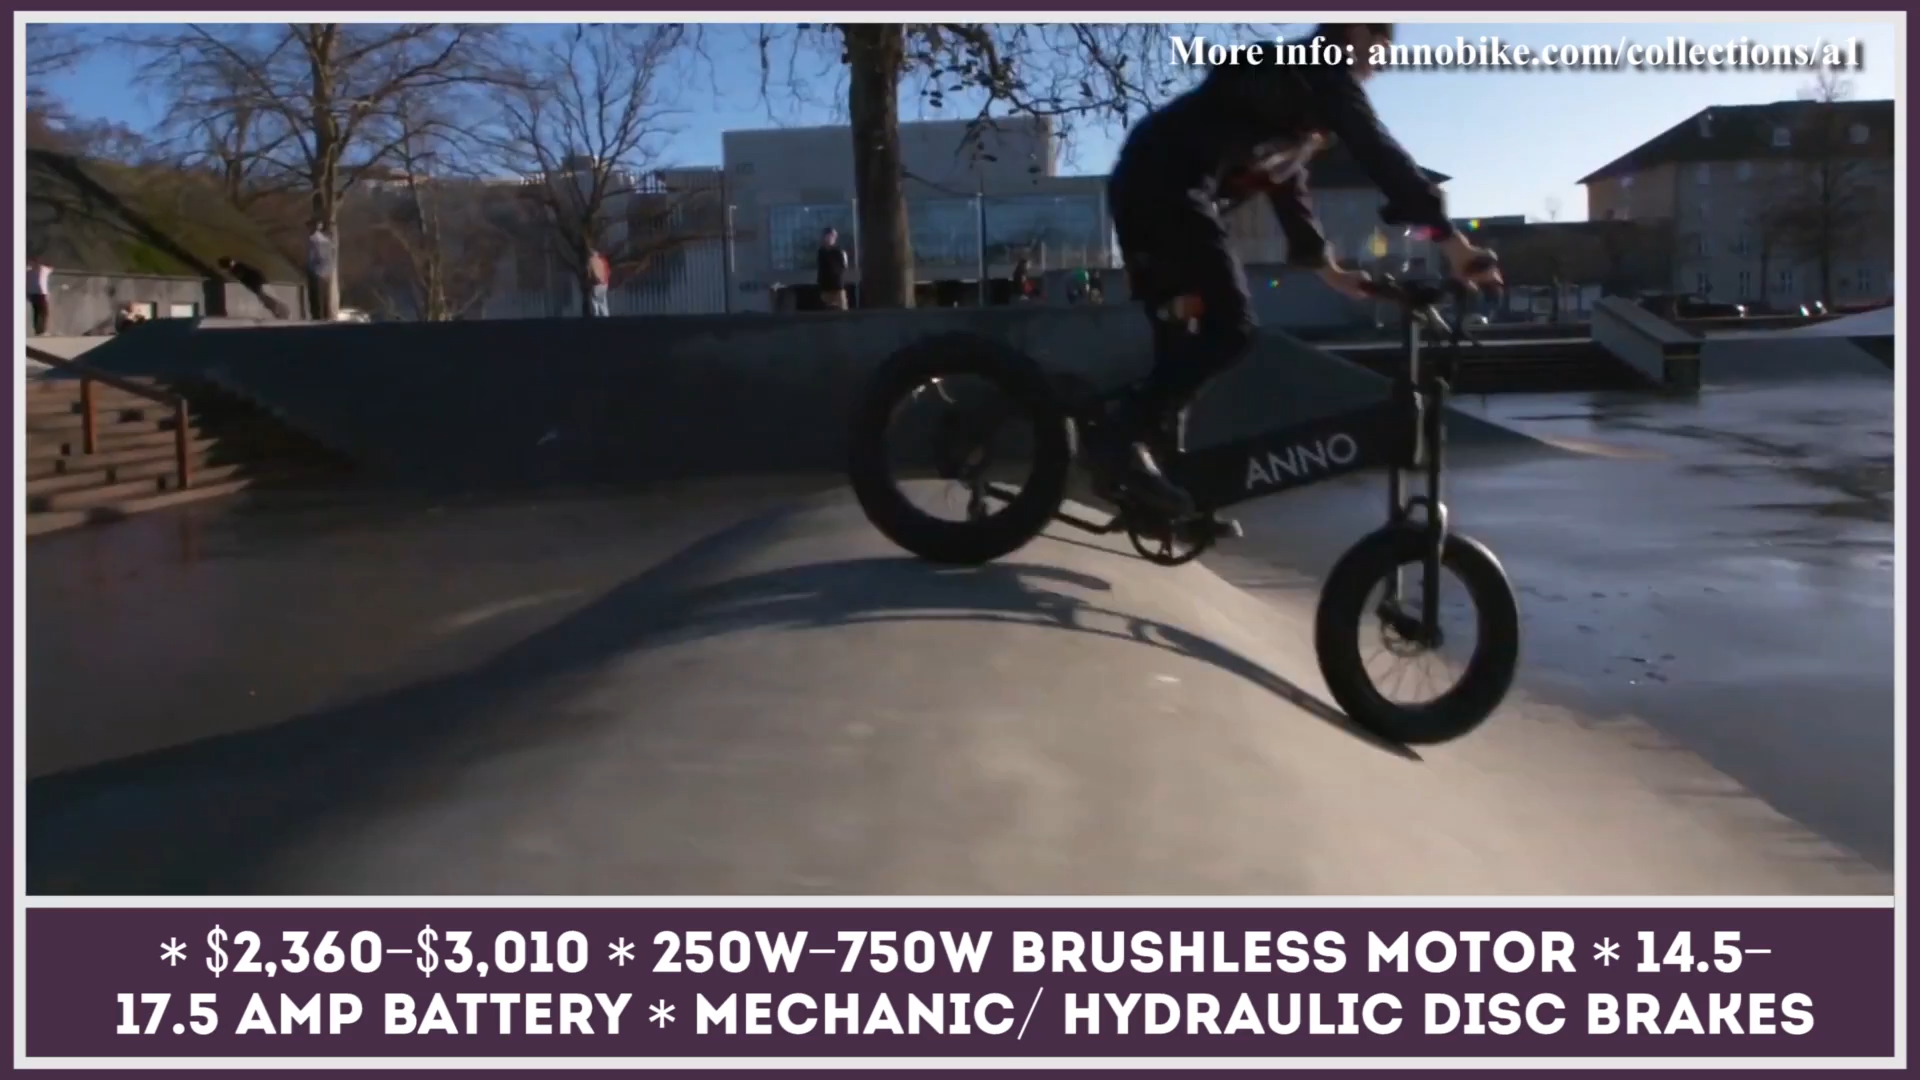 More info: annobike.com/collections/a1
ANNO
* $2,360–$3,010 * 250W–750W BRUSHLESS MOTOR * 14.5–
17.5 AMP BATTERY * MECHANIC/ HYDRAULIC DISC BRAKES